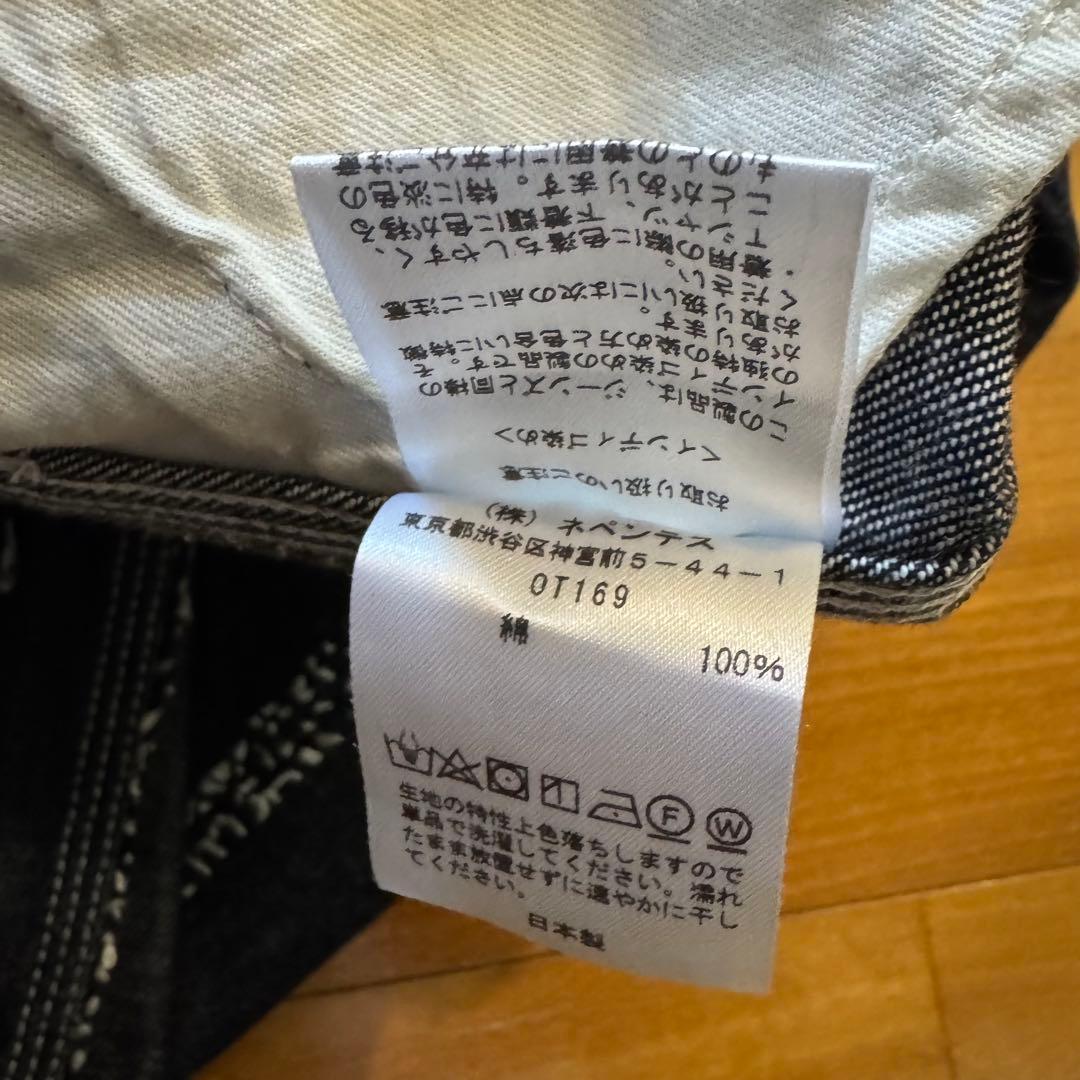 お取り扱いのご注意
<インディゴ染め>
この製品は、ジーンズと同様の
インディゴ染めの製品です。そ
の独特の染め方と色合いに特徴
があります。
お取り扱いには次の点にご注意
ください。
・着用の際に色落ちしやすく、
Tシャツ、下着類に色が移る
ことがあります。特に淡色の
ものとの着用には充分ご注意
(株) ネペンテス
東京都渋谷区神宮前5-44-1
OT169
綿 100%
F W
生地の特性上色落ちしますので
単品で洗濯してください。濡れ
たまま放置せずに速やかに干し
てください。
日本製